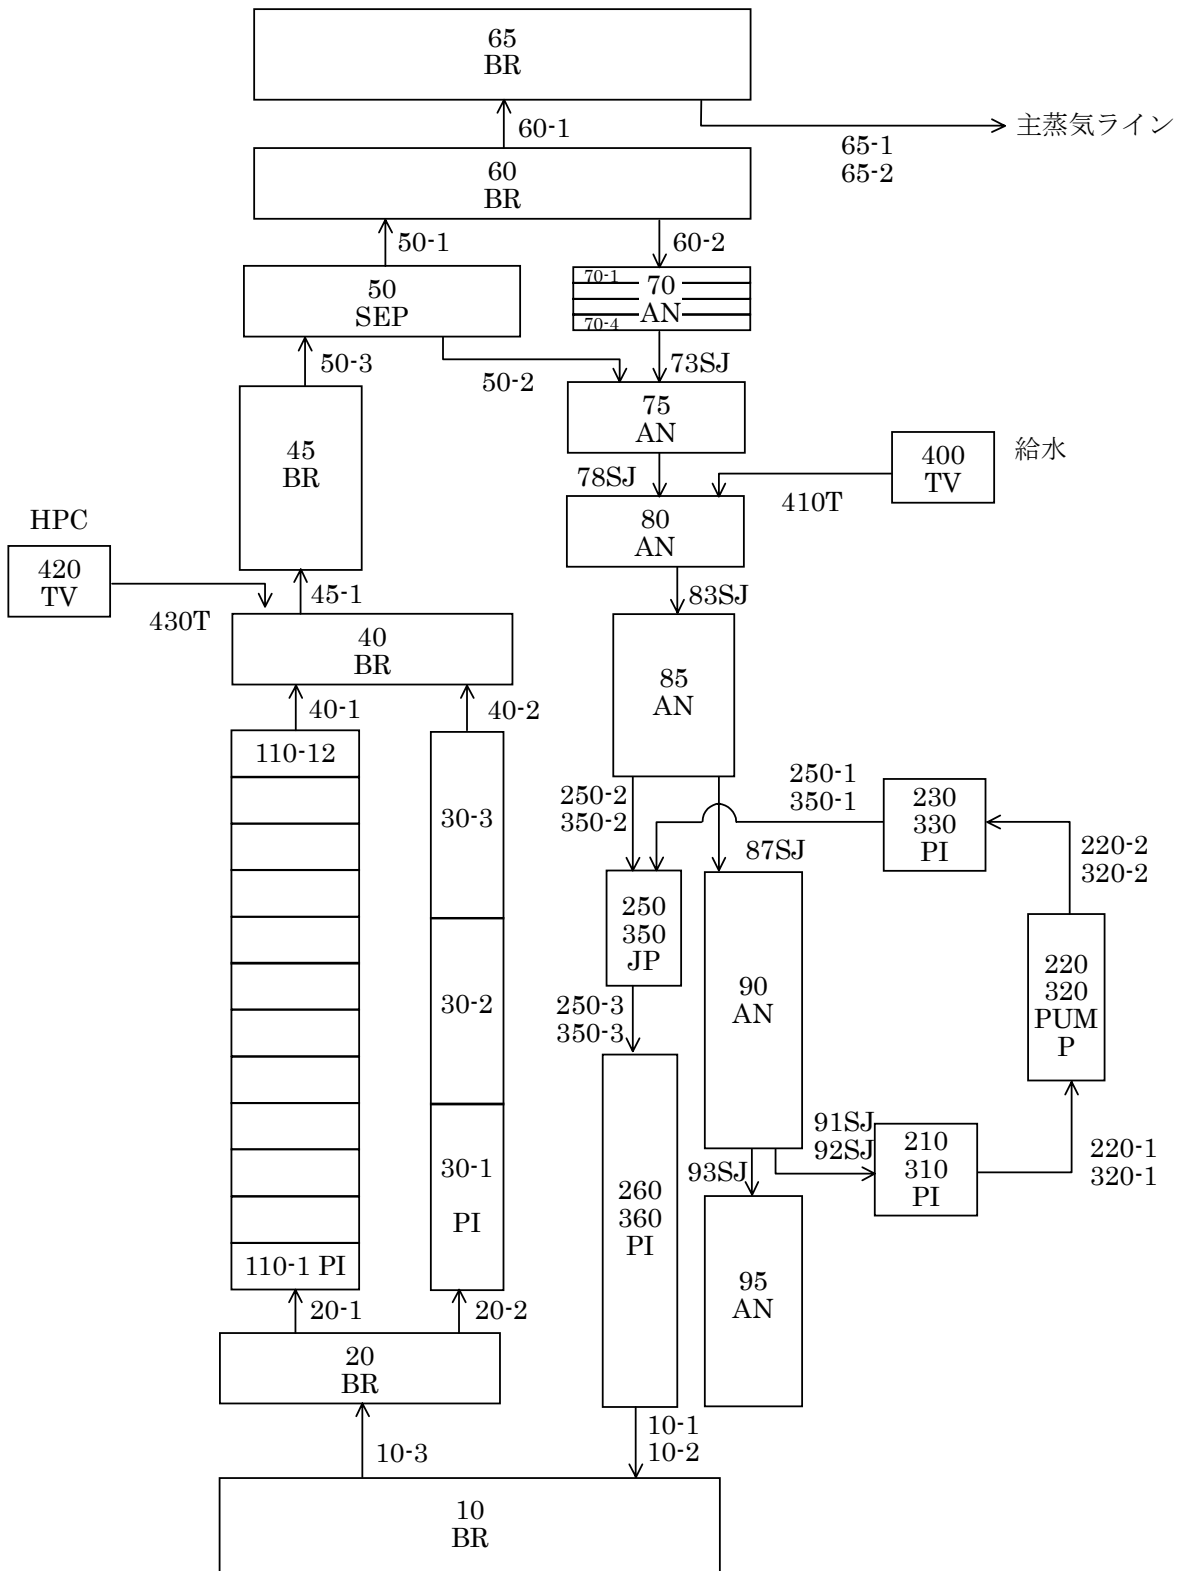 65
BR
主蒸気ライン
60-1
65-1
65-2
60
BR
50-1
60-2
50
SEP
70-1
70
AN
70-4
50-3
50-2
73SJ
75
AN
45
BR
78SJ
400
TV
給水
410T
80
AN
HPC
420
TV
45-1
430T
83SJ
40
BR
85
AN
40-1
40-2
110-12
30-3
250-2
350-2
250-1
350-1
230
330
PI
220-2
320-2
87SJ
250
350
JP
30-2
90
AN
220
320
PUM
P
250-3
350-3
91SJ
92SJ
210
310
PI
220-1
320-1
30-1
PI
93SJ
260
360
PI
110-1 PI
95
AN
20-1
20-2
20
BR
10-1
10-2
10-3
10
BR